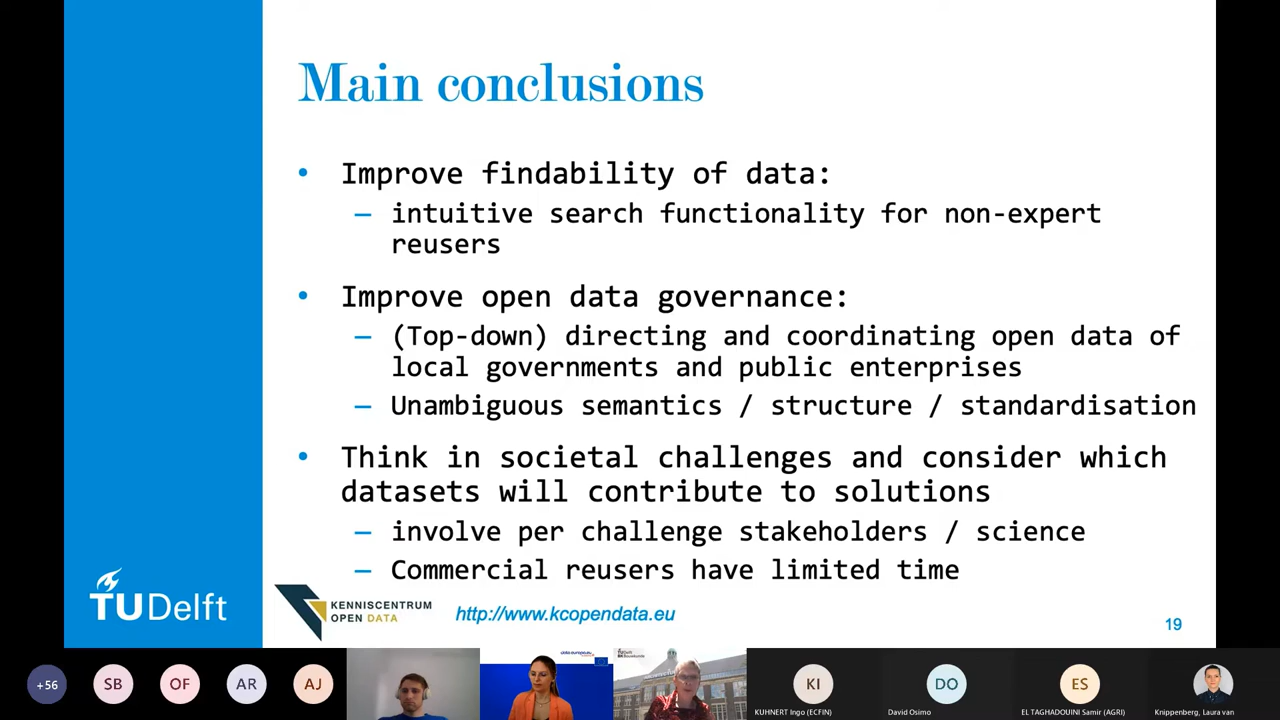 Main conclusions
• Improve findability of data:
– intuitive search functionality for non-expert
reusers
• Improve open data governance:
– (Top-down) directing and coordinating open data of
local governments and public enterprises
– Unambiguous semantics / structure / standardisation
• Think in societal challenges and consider which
datasets will contribute to solutions
– involve per challenge stakeholders / science
– Commercial reusers have limited time
TUDelft
KENNISCENTRUM
OPEN DATA
http://www.kcopendata.eu
19
+56
SB
OF
AR
AJ
data.europa.eu
KI
DO
ES
KUHNERT Ingo (ECFIN)
David Osimo
EL TAGHADOUINI Samir (AGRI)
Knippenberg, Laura van